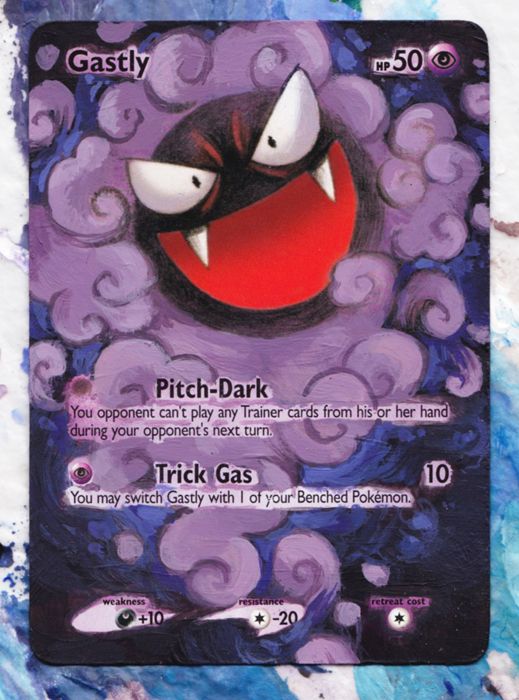 Gastly HP 50
Pitch-Dark
You opponent can't play any Trainer cards from his or her hand
during your opponent's next turn.
Trick Gas 10
You may switch Gastly with 1 of your Benched Pokémon.
weakness resistance retreat cost
+10 -20